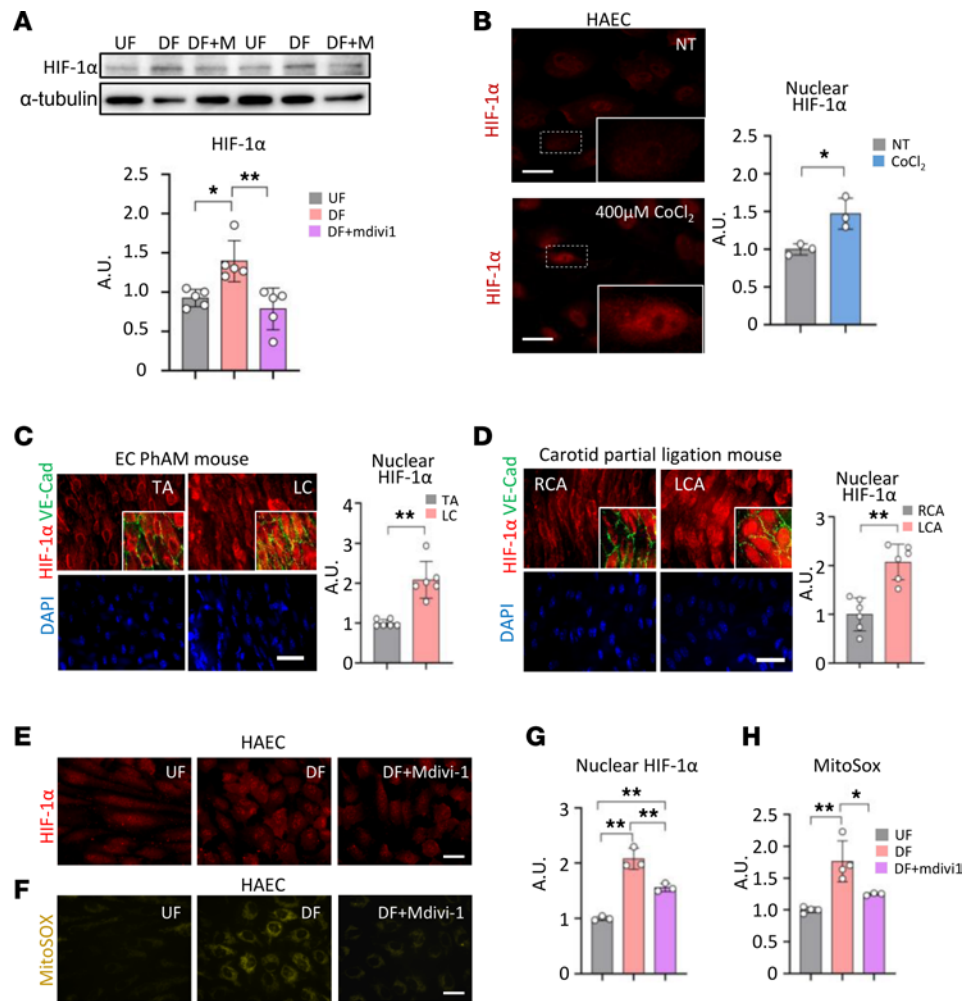 A
UF DF DF+M UF DF DF+M
HIF-1α
α-tubulin
HIF-1α
* **
UF
DF
DF+mdivi1
A.U.
2.0
1.5
1.0
0.5
0
B
HAEC
NT
HIF-1α
400μM CoCl2
HIF-1α
Nuclear
HIF-1α
NT
CoCl2
*
A.U.
2.5
2.0
1.5
1.0
0.5
0
C
EC PhAM mouse
TA LC
HIF-1α VE-Cad
DAPI
Nuclear
HIF-1α
TA
LC
**
A.U.
4
3
2
1
0
D
Carotid partial ligation mouse
RCA LCA
HIF-1α VE-Cad
DAPI
Nuclear
HIF-1α
RCA
LCA
**
A.U.
3
2
1
0
E
HAEC
UF DF DF+Mdivi-1
HIF-1α
F
HAEC
UF DF DF+Mdivi-1
MitoSOX
G
Nuclear HIF-1α
**
** **
A.U.
3
2
1
0
H
MitoSox
** *
UF
DF
DF+mdivi1
A.U.
2.5
2.0
1.5
1.0
0.5